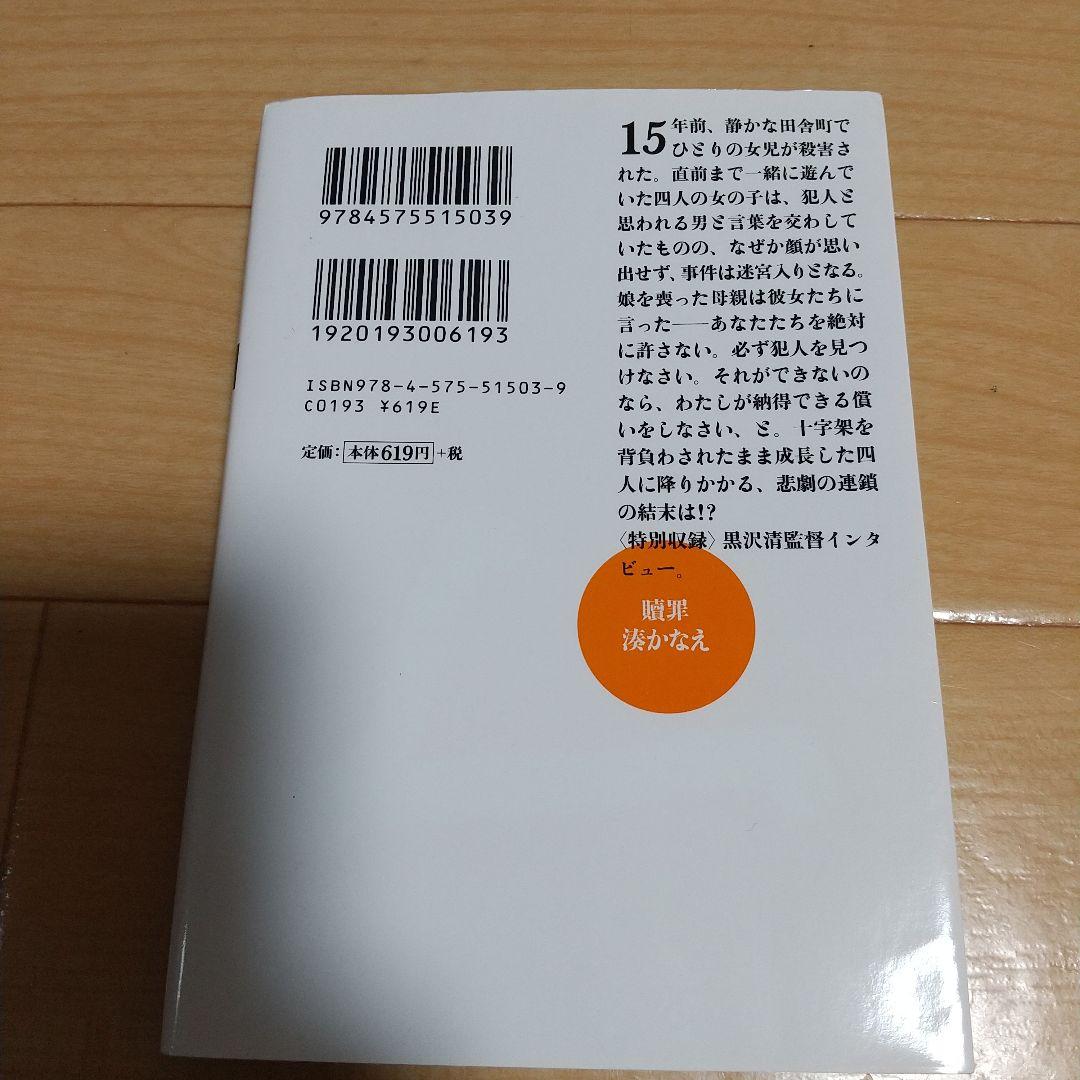 9784575515039
1920193006193
ISBN978-4-575-51503-9
C0193 ¥619E
定価：本体619円+税
15年前、静かな田舎町で
ひとりの女児が殺害さ
れた。直前まで一緒に遊んで
いた四人の女の子は、犯人と
思われる男と言葉を交わして
いたものの、なぜか顔が思い
出せず、事件は迷宮入りとなる。
娘を喪った母親は彼女たちに
言った――あなたたちを絶対
に許さない。必ず犯人を見つ
けなさい。それができないの
なら、わたしが納得できる償
いをしなさい、と。十字架を
背負わされたまま成長した四
人に降りかかる、悲劇の連鎖
の結末は!?
〈特別収録〉黒沢清監督インタ
ビュー。
贖罪
湊かなえ